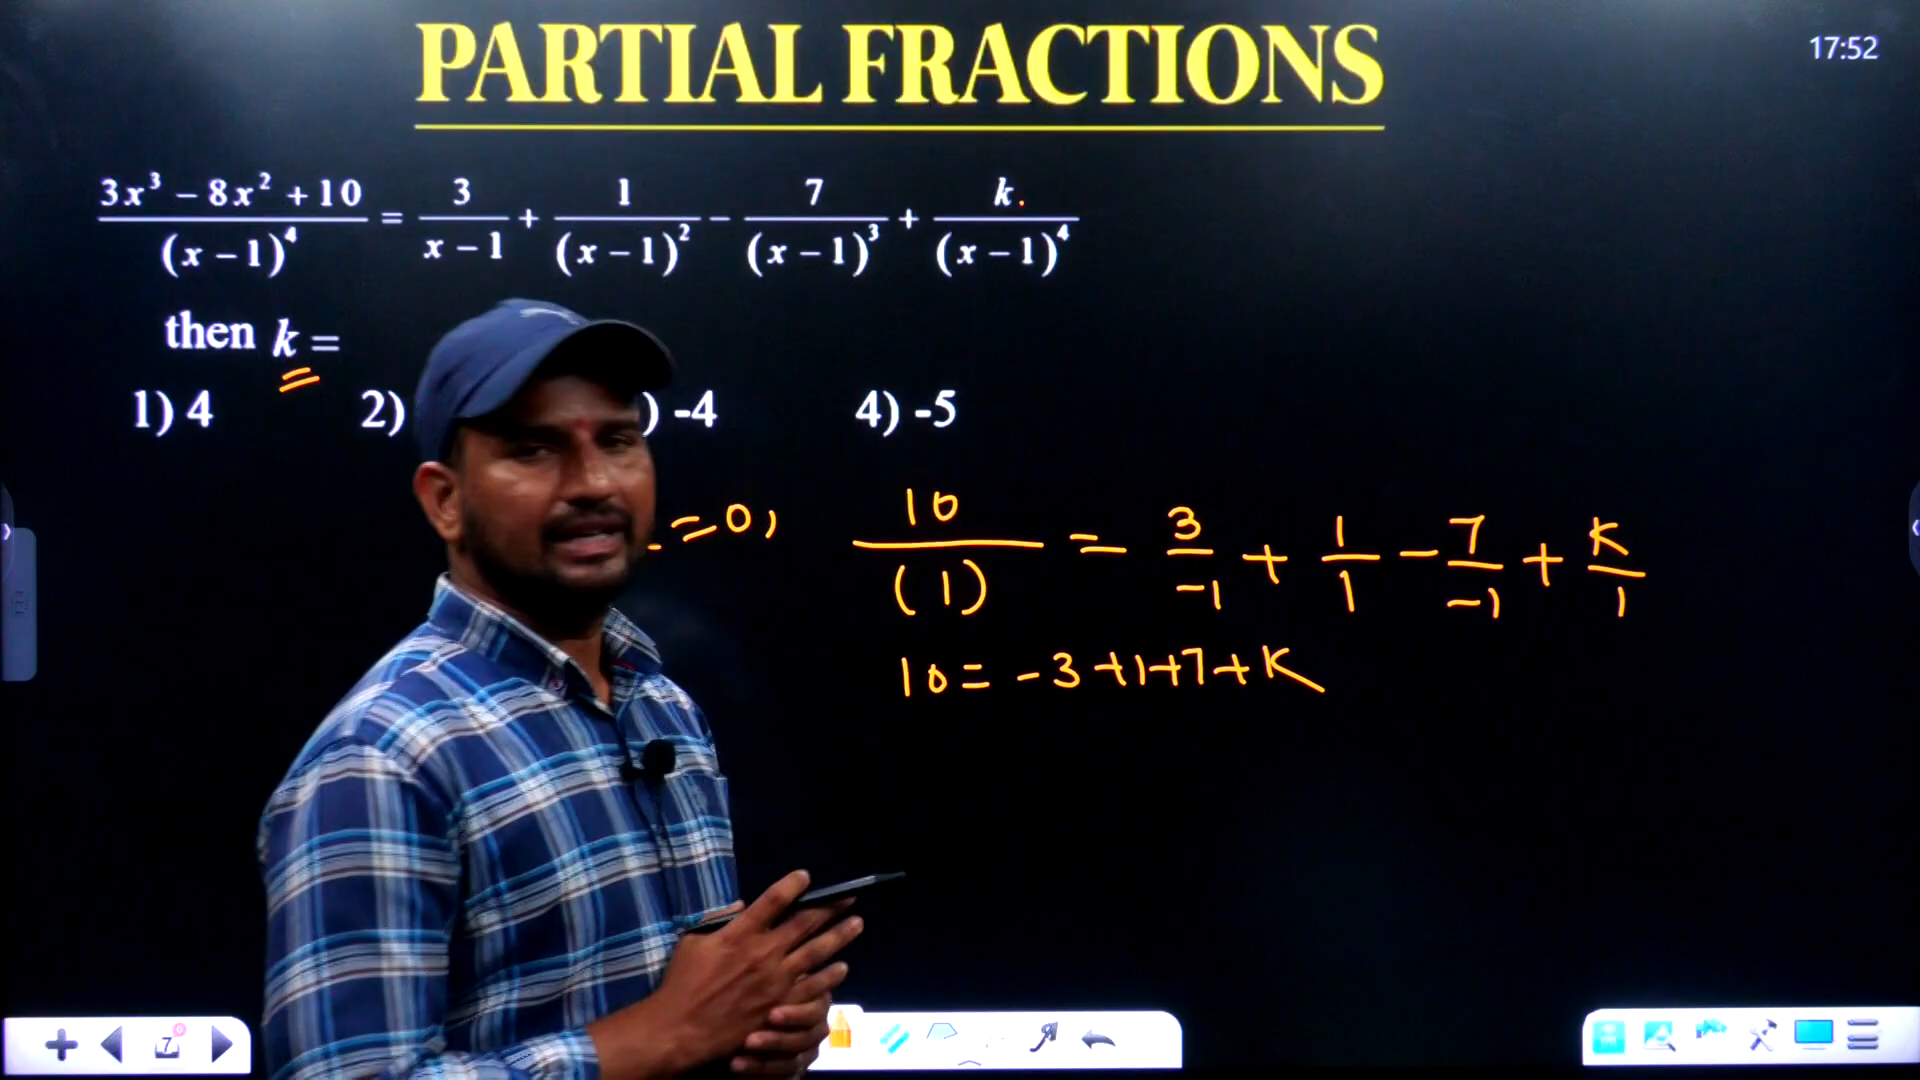 PARTIAL FRACTIONS
17:52
(3x³ − 8x² + 10)/(x − 1)⁴ = 3/(x − 1) + 1/(x − 1)² − 7/(x − 1)³ + k/(x − 1)⁴
then k =
1) 4 2) ) -4 4) -5
=0, 10/(1) = 3/-1 + 1/1 - 7/-1 + K/1
10 = -3+1+7+K
7